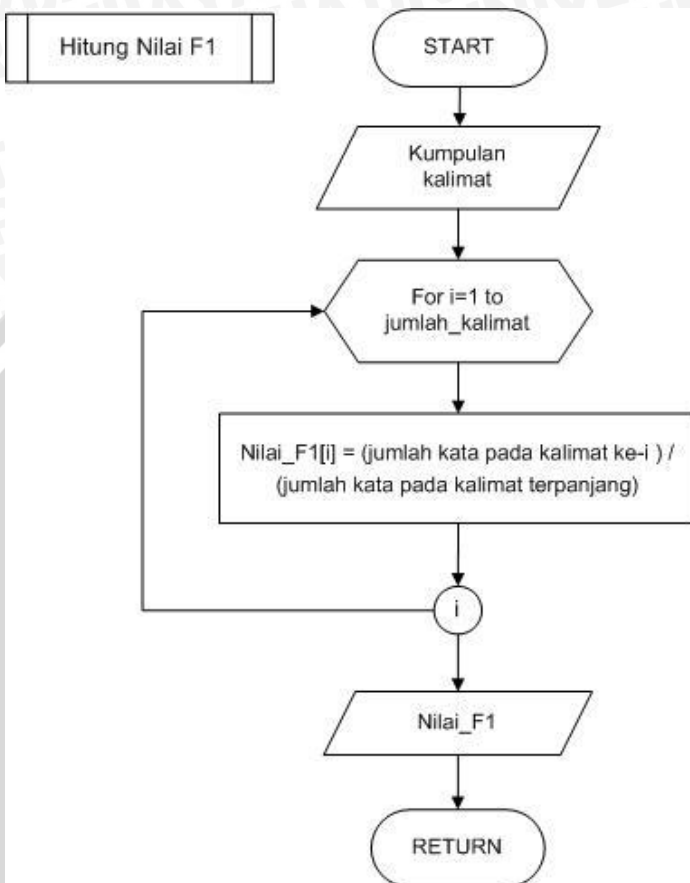 Hitung Nilai F1
START
Kumpulan
kalimat
For i=1 to
jumlah_kalimat
Nilai_F1[i] = (jumlah kata pada kalimat ke-i ) /
(jumlah kata pada kalimat terpanjang)
i
Nilai_F1
RETURN